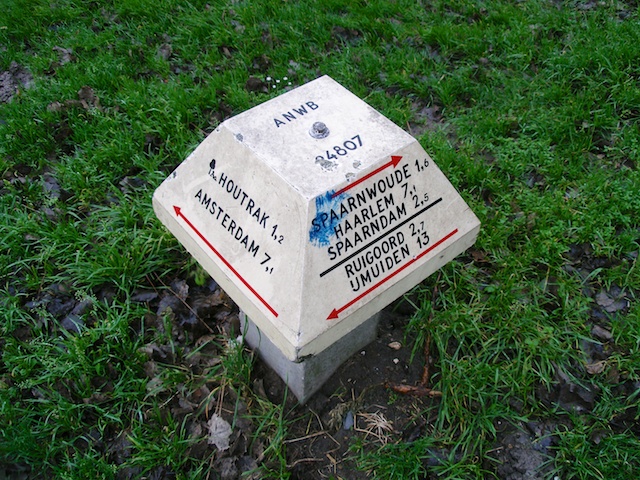 ANWB
24807
HOUTRAK 1,2
AMSTERDAM 7,1
SPAARNWOUDE 1,6
HAARLEM 7,1
SPAARNDAM 2,5
RUIGOORD 2,7
IJMUIDEN 13